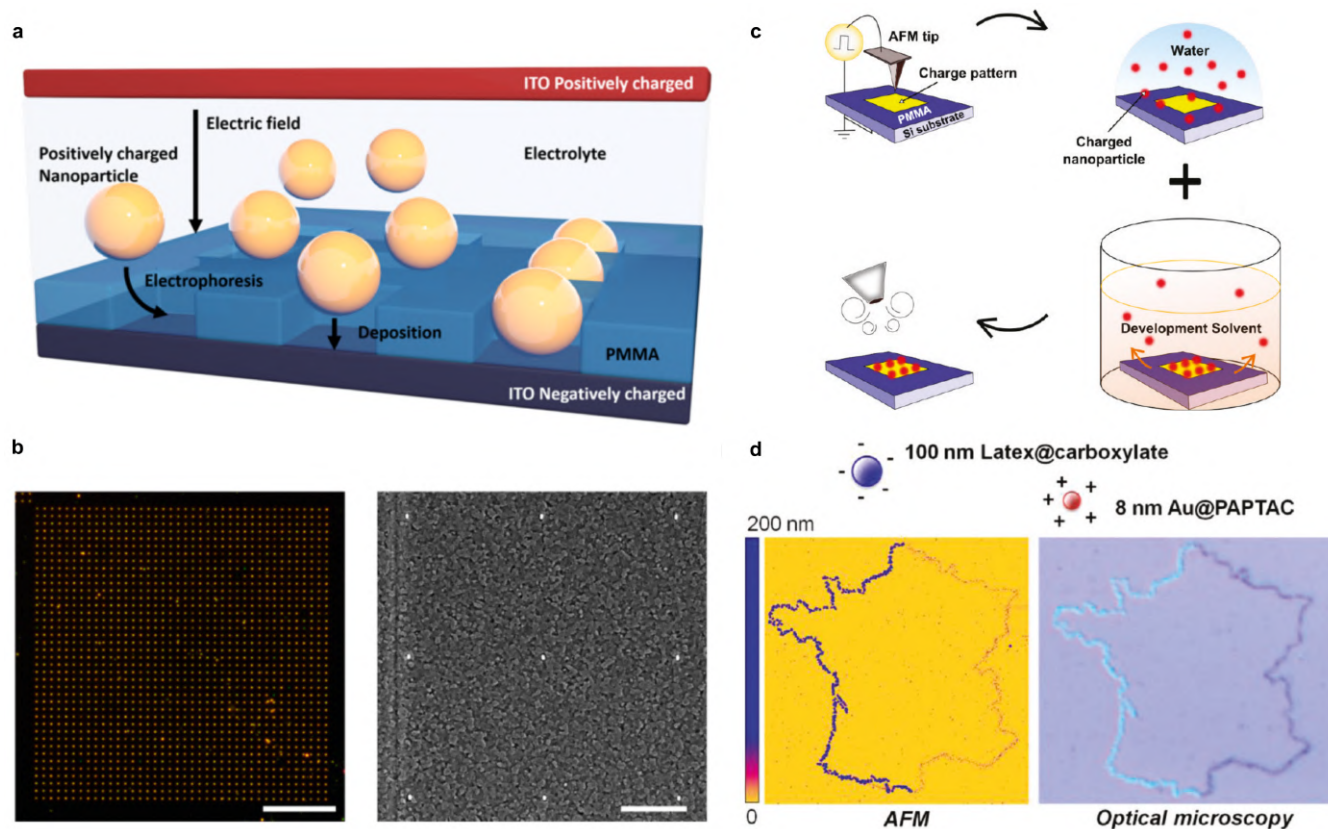 a
ITO Positively charged
Electric field
Positively charged
Nanoparticle
Electrolyte
Electrophoresis
Deposition
PMMA
ITO Negatively charged
b
c
AFM tip
Charge pattern
PMMA
Si substrate
Water
Charged
nanoparticle
+
Development Solvent
d
- - - - -
100 nm Latex@carboxylate
+ + + + + +
8 nm Au@PAPTAC
200 nm
0
AFM
Optical microscopy